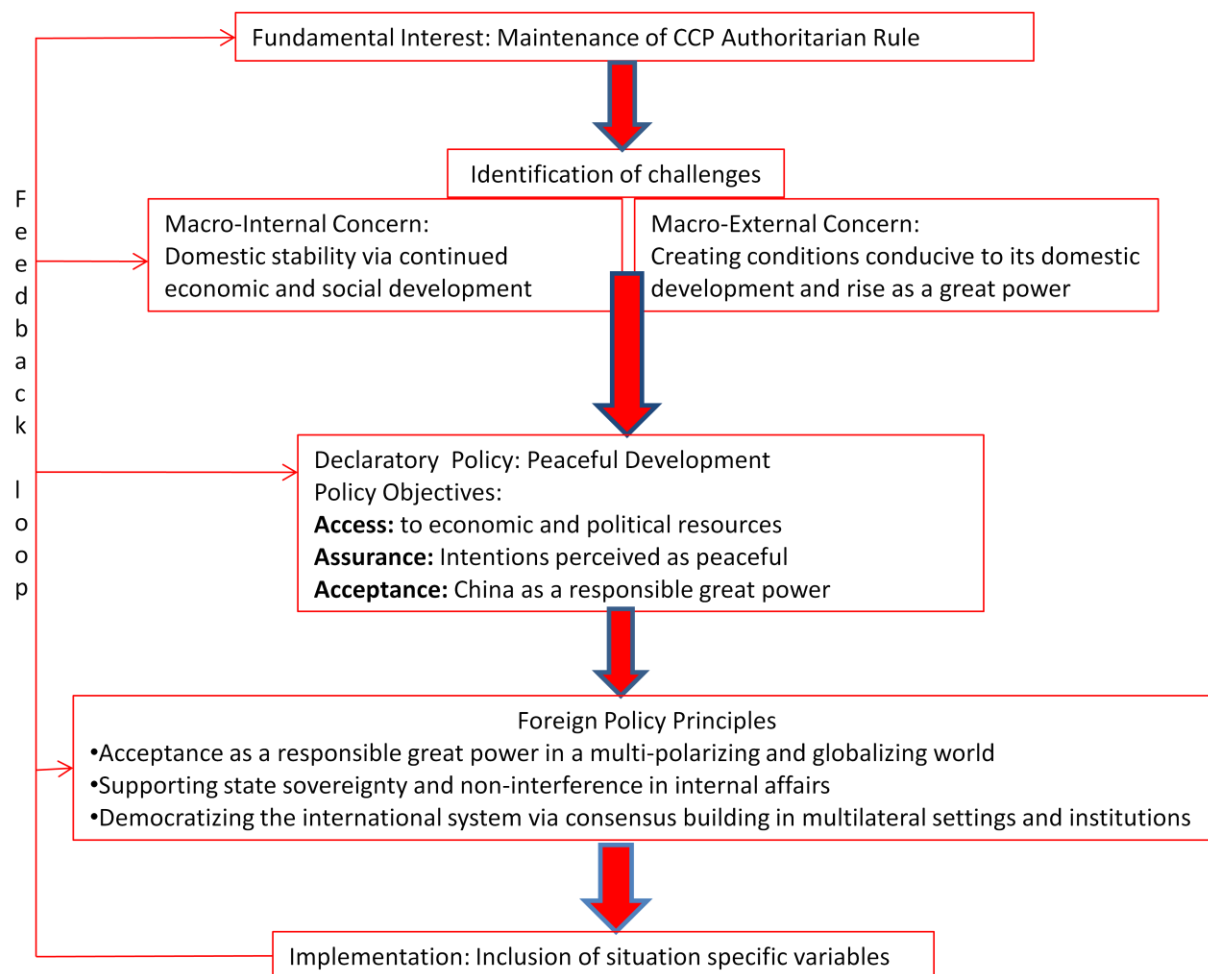 Fundamental Interest: Maintenance of CCP Authoritarian Rule
Identification of challenges
Macro-Internal Concern:
Domestic stability via continued
economic and social development
Macro-External Concern:
Creating conditions conducive to its domestic
development and rise as a great power
Feedback loop
Declaratory Policy: Peaceful Development
Policy Objectives:
Access: to economic and political resources
Assurance: Intentions perceived as peaceful
Acceptance: China as a responsible great power
Foreign Policy Principles
•Acceptance as a responsible great power in a multi-polarizing and globalizing world
•Supporting state sovereignty and non-interference in internal affairs
•Democratizing the international system via consensus building in multilateral settings and institutions
Implementation: Inclusion of situation specific variables